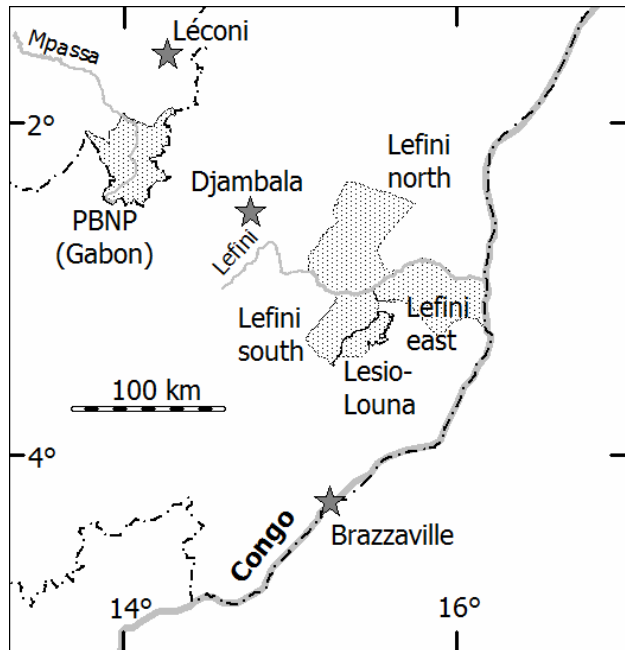 Léconi
Mpassa
2°
Lefini
north
Djambala
PBNP
(Gabon)
Lefini
Lefini
south
Lefini
east
Lesio-
Louna
100 km
4°
Congo
Brazzaville
14°
16°